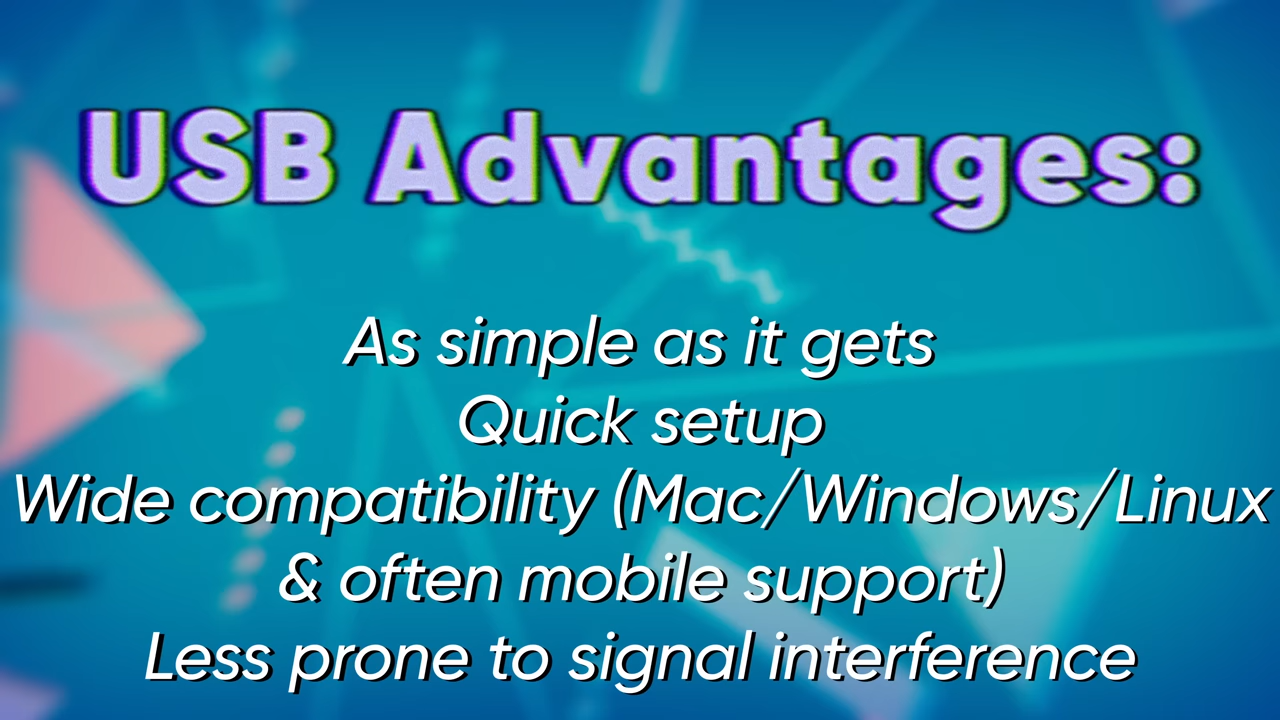 USB Advantages:
As simple as it gets
Quick setup
Wide compatibility (Mac/Windows/Linux
& often mobile support)
Less prone to signal interference